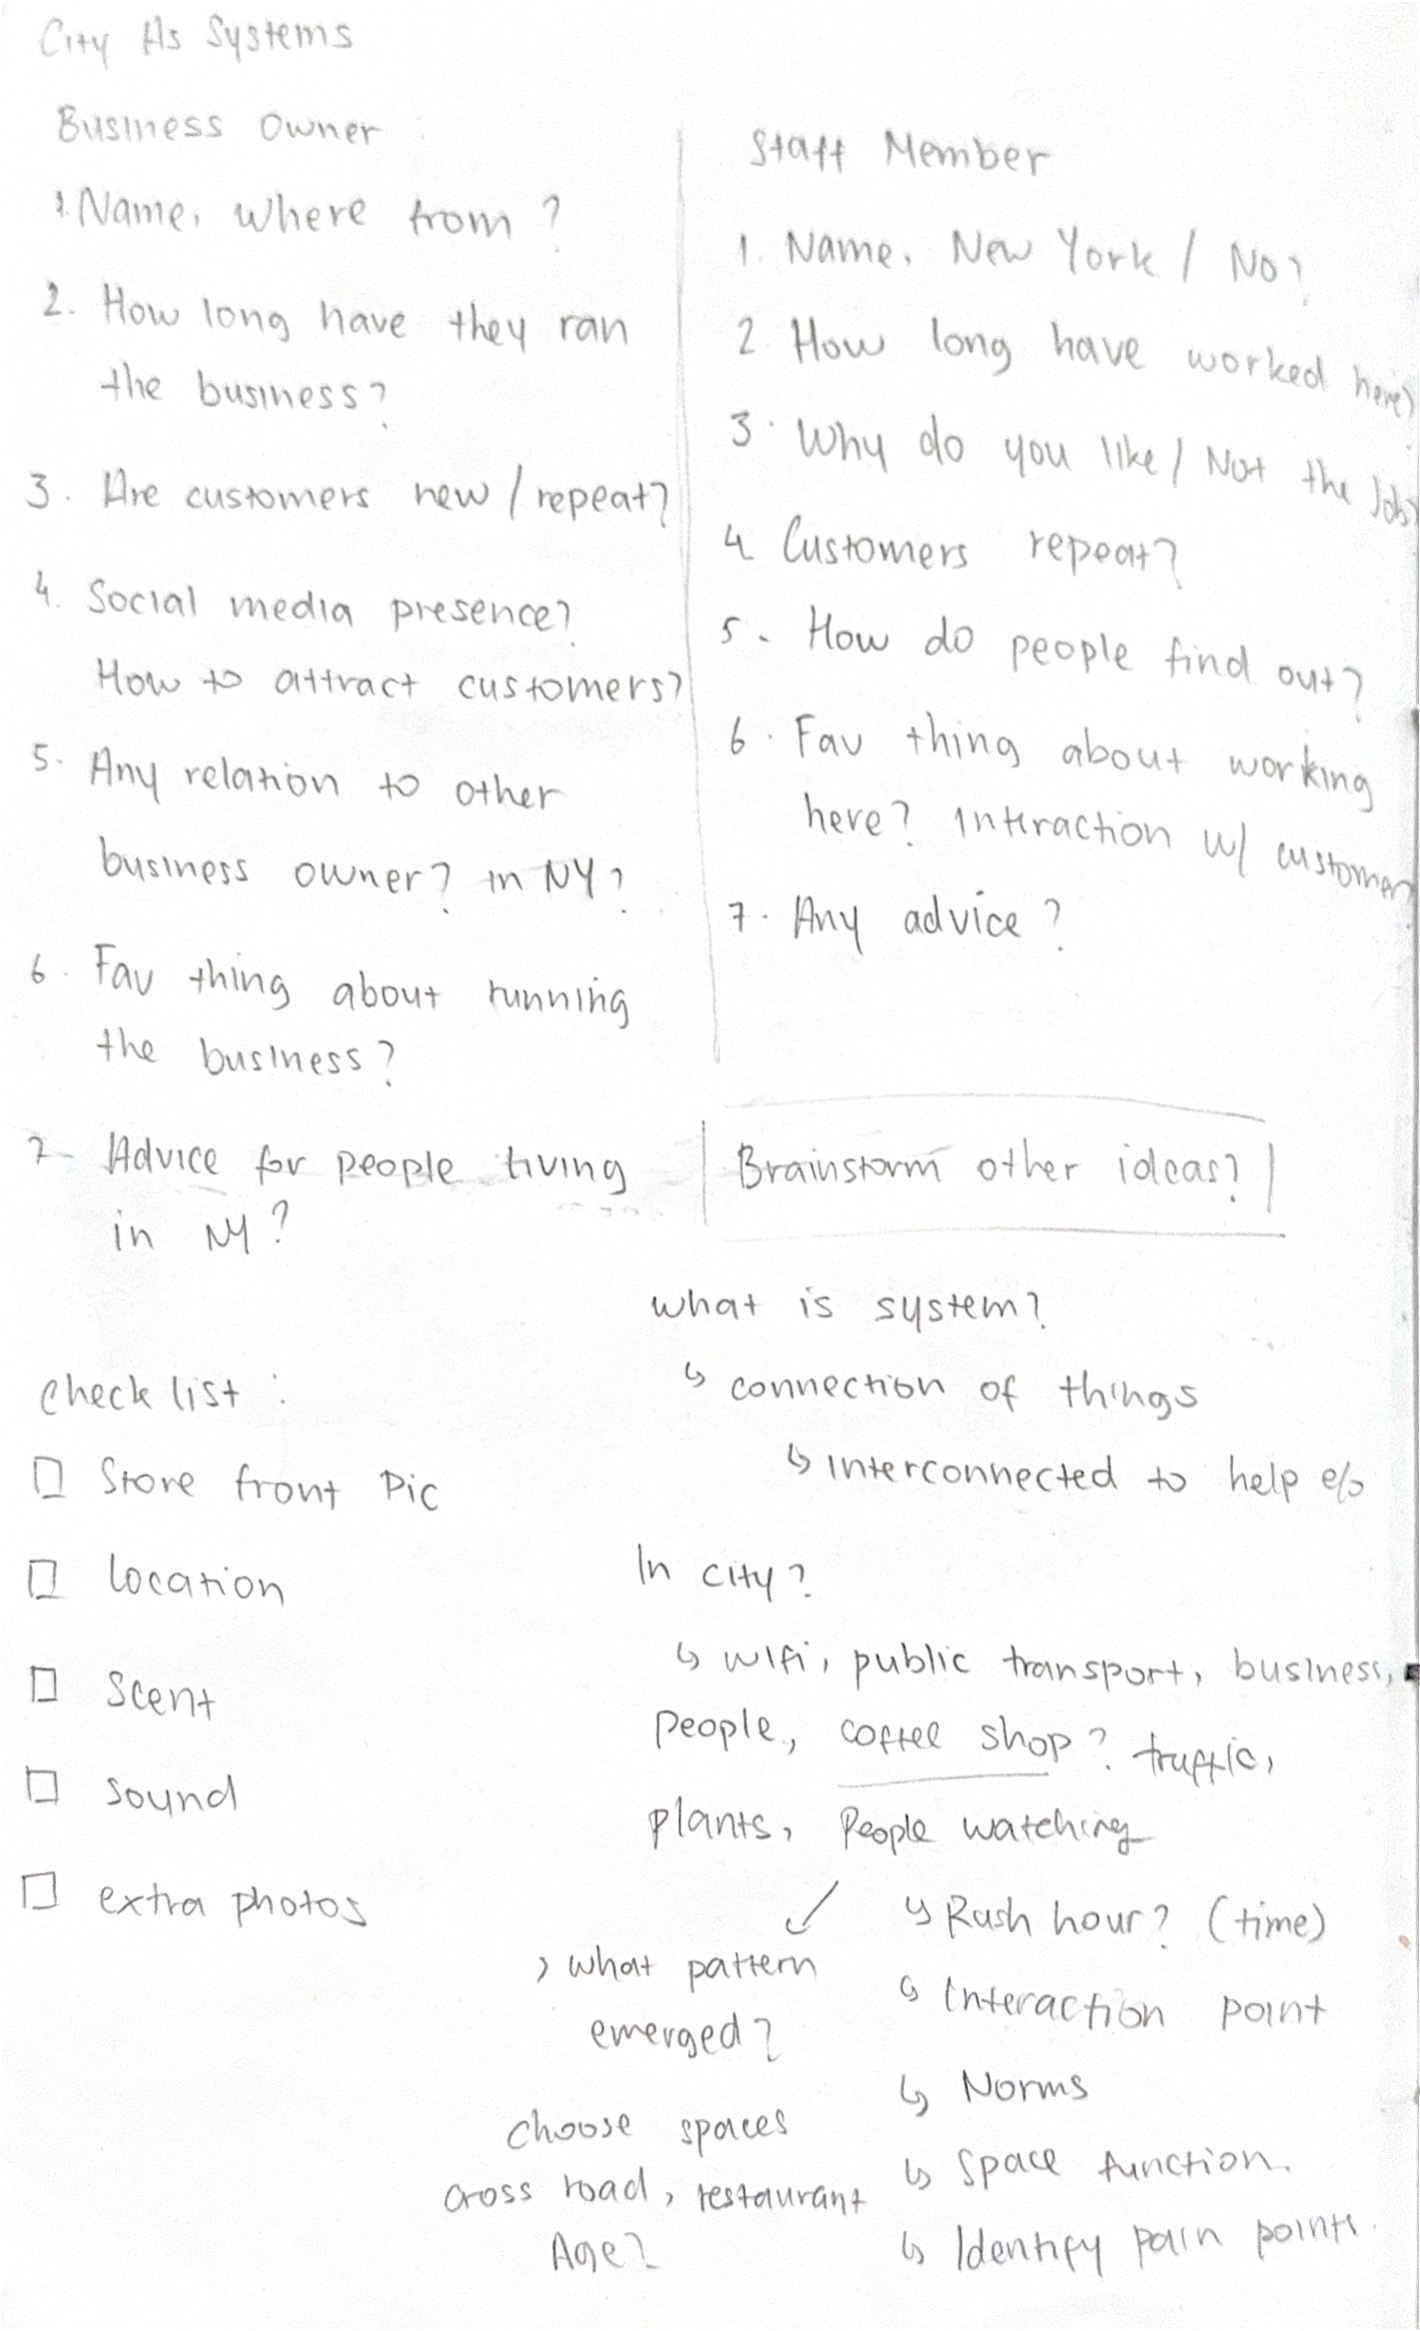 City As Systems
Business Owner :
1. Name, where from ?
2. How long have they ran
the business?
3. Are customers new / repeat?
4. Social media presence?
How to attract customers?
5. Any relation to other
business owner? in NY?
6. Fav thing about running
the business?
7- Advice for people living
in NY?
Staff Member
1. Name, New York / No?
2 How long have worked here?
3. Why do you like / Not the Job?
4 Customers repeat?
5. How do people find out?
6. Fav thing about working
here? Interaction w/ customers
7. Any advice?
Brainstorm other ideas?
Check list :
☐ Store front Pic
☐ location
☐ Scent
☐ Sound
☐ extra photos
what is system?
↳ connection of things
↳ interconnected to help e/o
In city?
↳ wifi, public transport, business,
People, coffee shop? traffic,
plants, People watching
↙
> what pattern
emerged?
Choose spaces
cross road, restaurant
Age?
↳ Rush hour? (time)
↳ Interaction point
↳ Norms
↳ Space function.
↳ Identify pain points.